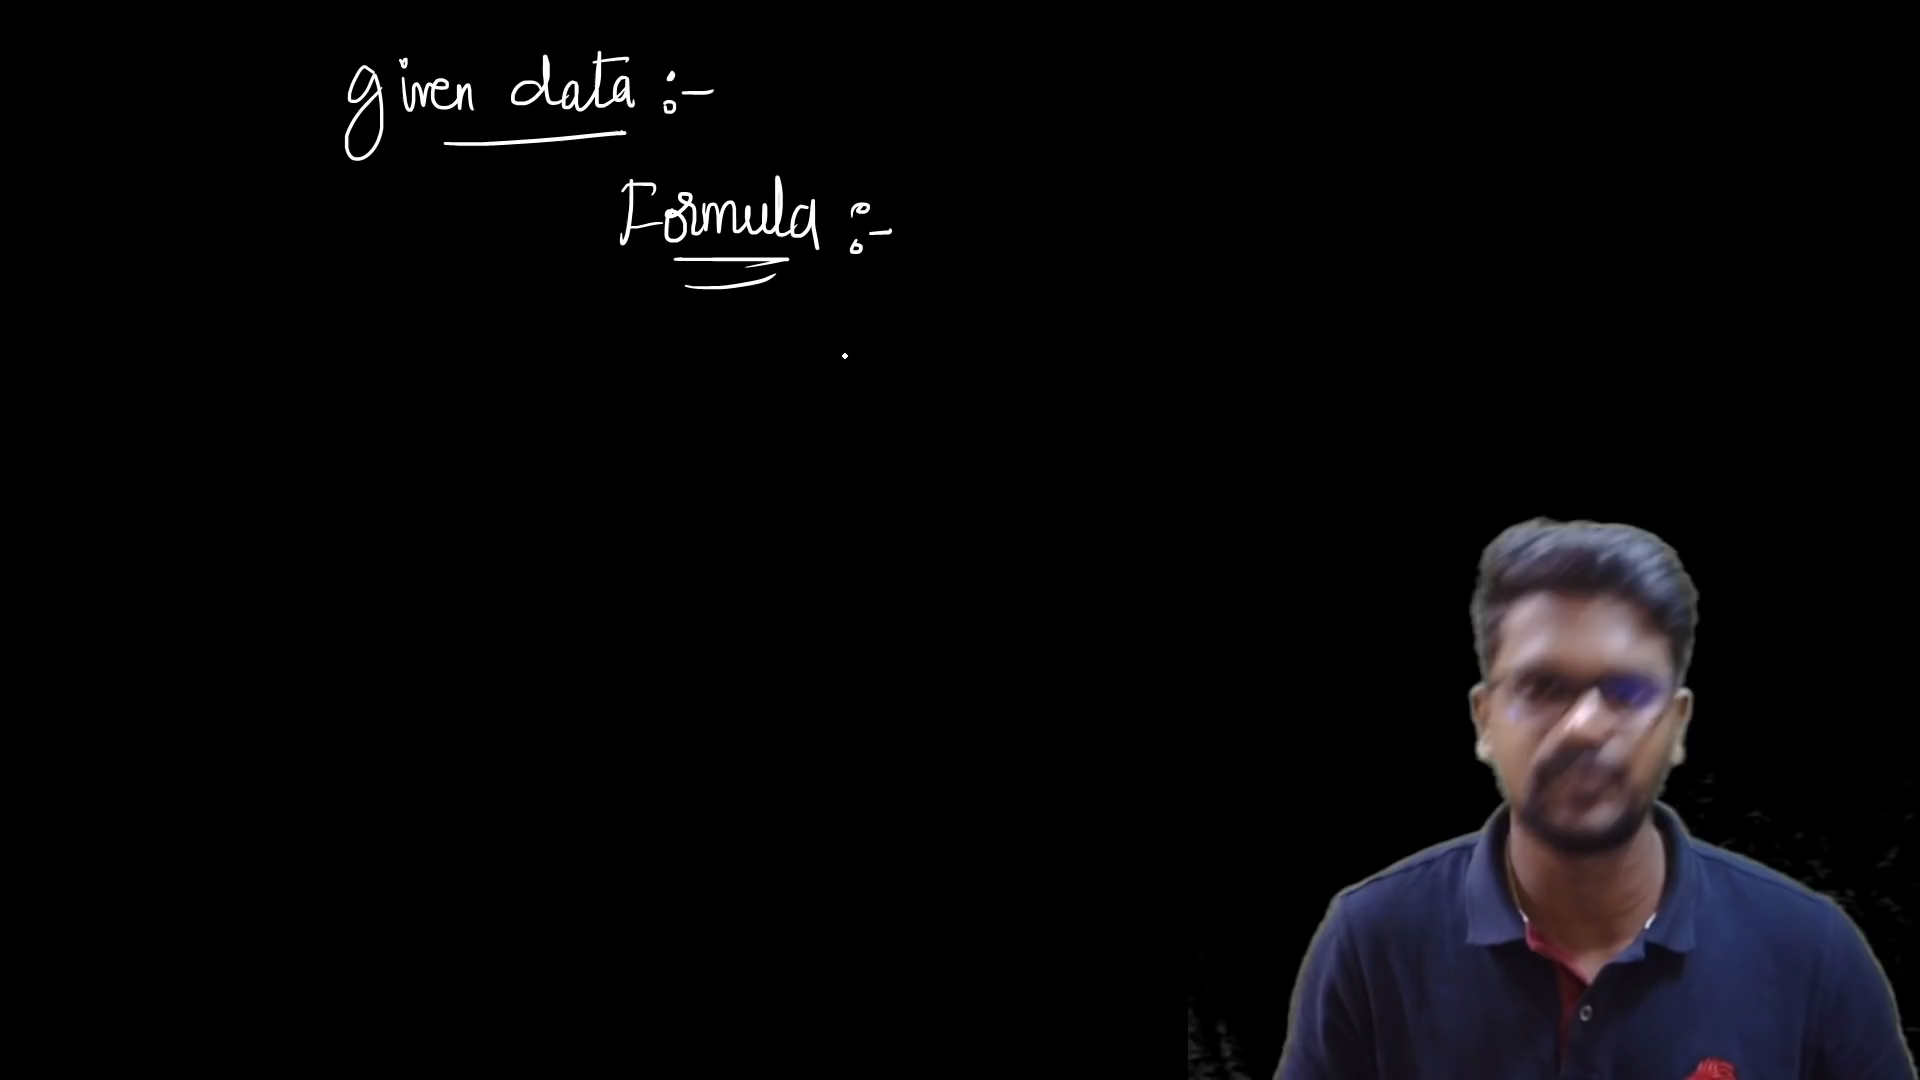 given data :-
Formula :-